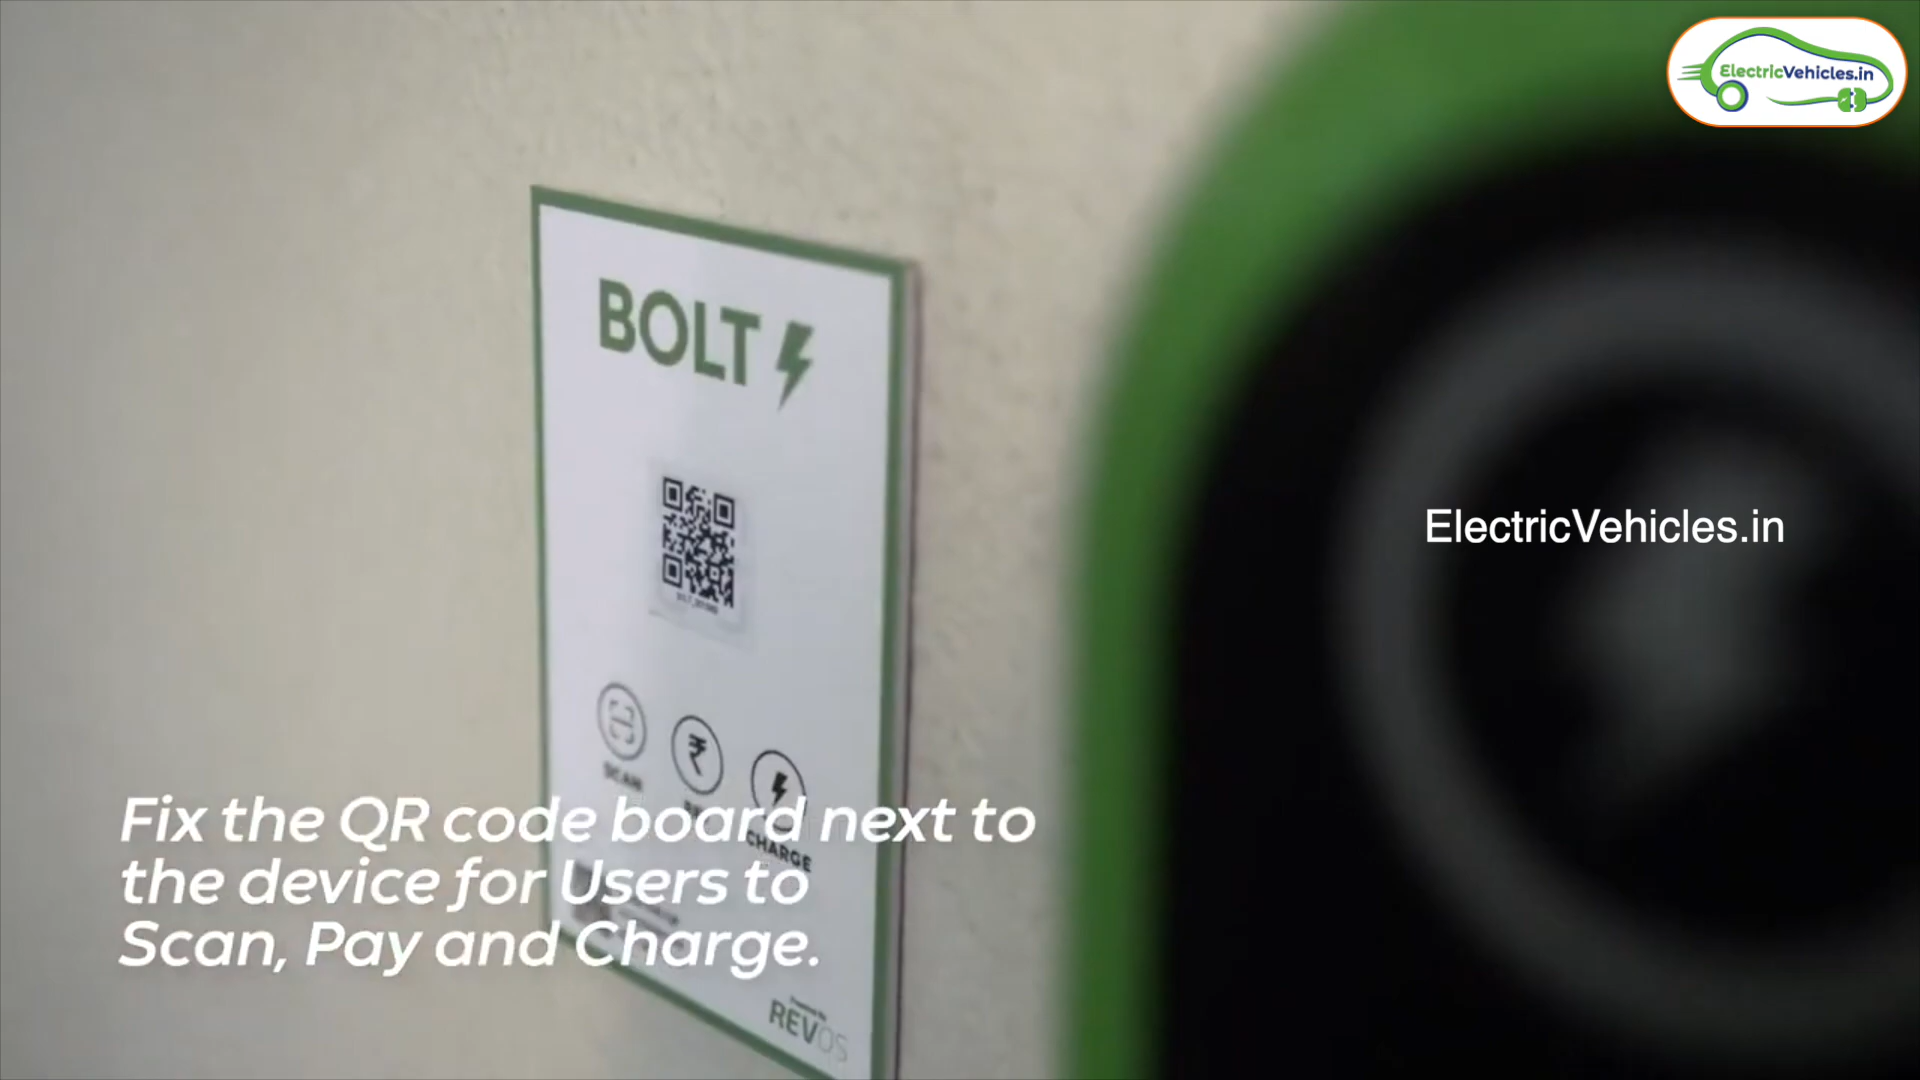 ElectricVehicles.in
BOLT
SCAN
CHARGE
ElectricVehicles.in
Fix the QR code board next to
the device for Users to
Scan, Pay and Charge.
REVOS